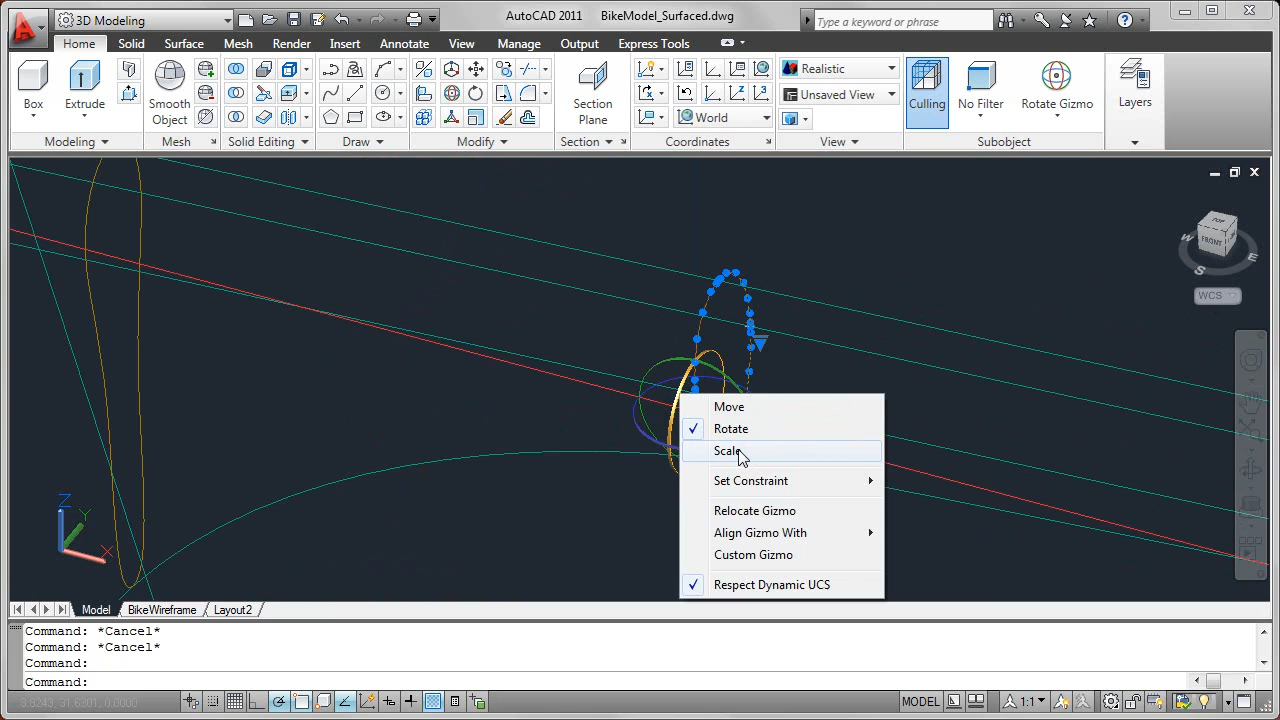 3D Modeling
AutoCAD 2011 BikeModel_Surfaced.dwg
Type a keyword or phrase
Home Solid Surface Mesh Render Insert Annotate View Manage Output Express Tools
Box
Extrude
Smooth Object
Section Plane
Realistic
Unsaved View
World
Culling
No Filter
Rotate Gizmo
Layers
Modeling Mesh Solid Editing Draw Modify Section Coordinates View Subobject
TOP
FRONT
W
S
E
WCS
Move
Rotate
Scale
Set Constraint
Relocate Gizmo
Align Gizmo With
Custom Gizmo
Respect Dynamic UCS
Z
Y
X
Model BikeWireframe Layout2
Command: *Cancel*
Command: *Cancel*
Command:
Command:
MODEL
1:1